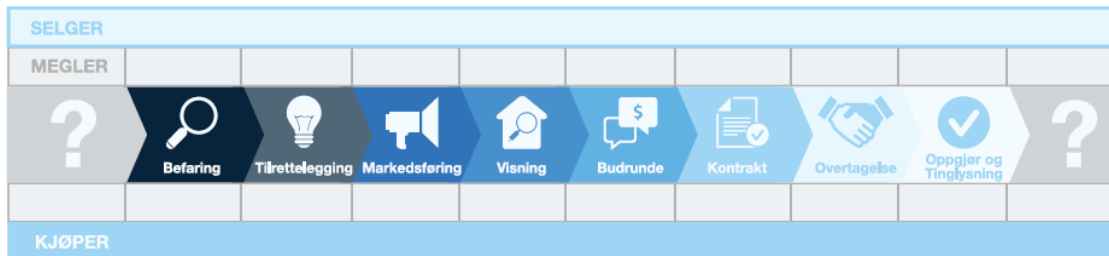 SELGER
MEGLER
?
Befaring
Tilrettelegging
Markedsføring
Visning
$
Budrunde
Kontrakt
Overtagelse
Oppgjør og
Tinglysning
?
KJØPER